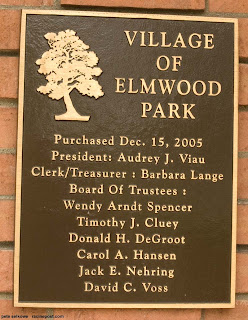 VILLAGE
OF
ELMWOOD
PARK
Purchased Dec. 15, 2005
President: Audrey J. Viau
Clerk/Treasurer : Barbara Lange
Board Of Trustees :
Wendy Arndt Spencer
Timothy J. Cluey
Donald H. DeGroot
Carol A. Hansen
Jack E. Nehring
David C. Voss